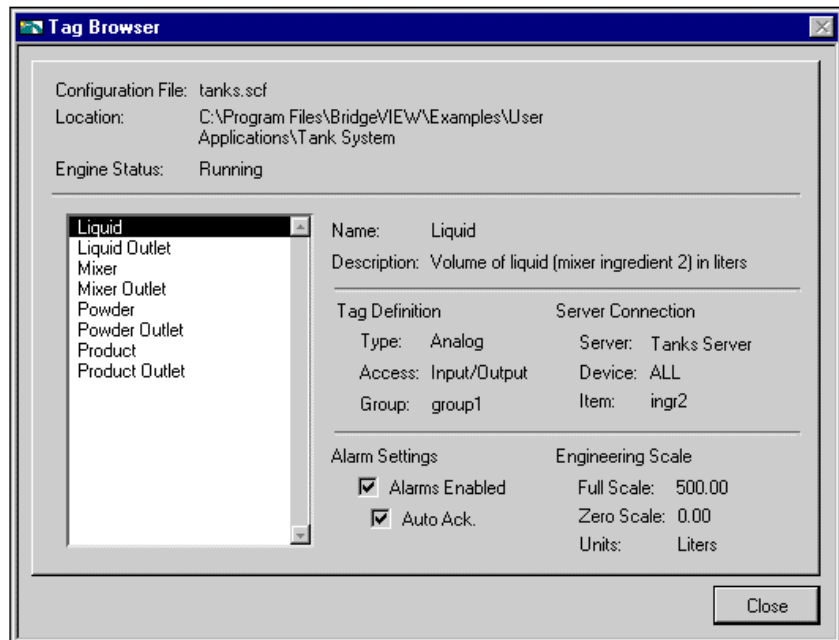 Tag Browser
Configuration File: tanks.scf
Location: C:\Program Files\BridgeVIEW\Examples\User
Applications\Tank System
Engine Status: Running
Liquid
Liquid Outlet
Mixer
Mixer Outlet
Powder
Powder Outlet
Product
Product Outlet
Name: Liquid
Description: Volume of liquid (mixer ingredient 2) in liters
Tag Definition
Type: Analog
Access: Input/Output
Group: group1
Server Connection
Server: Tanks Server
Device: ALL
Item: ingr2
Alarm Settings
Alarms Enabled
Auto Ack.
Engineering Scale
Full Scale: 500.00
Zero Scale: 0.00
Units: Liters
Close